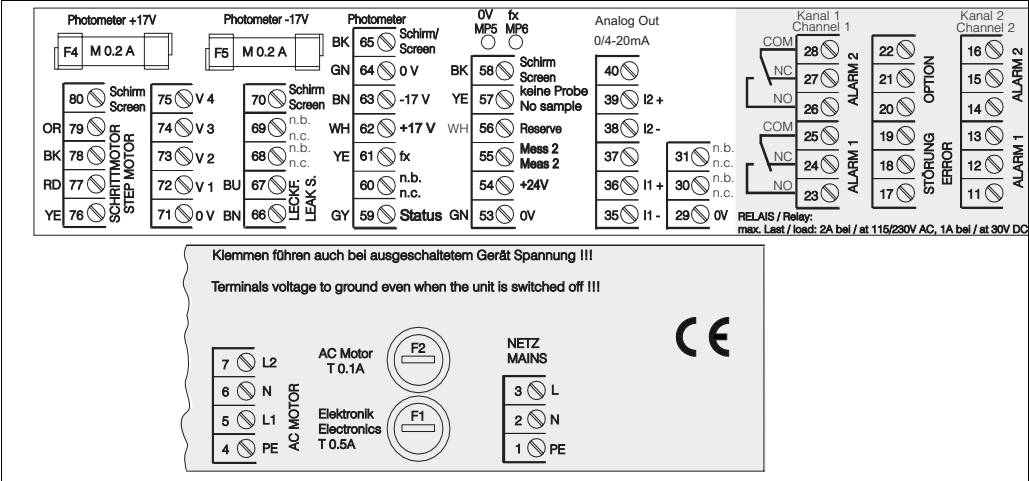 Photometer +17V
F4 M 0.2 A
Photometer -17V
F5 M 0.2 A
80 Schirm
Screen
OR 79
BK 78
RD 77
YE 76
SCHRITTMOTOR
STEP MOTOR
75 V 4
74 V 3
73 V 2
72 V 1
71 0 V
70 Schirm
Screen
69 n.b.
n.c.
68 n.b.
n.c.
BU 67
BN 66
LECKF.
LEAK S.
Photometer
BK 65 Schirm/
Screen
GN 64 0 V
BN 63 -17 V
WH 62 +17 V
YE 61 fx
60 n.b.
n.c.
GY 59 Status
0V fx
MP5 MP6
BK 58 Schirm
Screen
YE 57 keine Probe
No sample
WH 56 Reserve
55 Mess 2
Meas 2
54 +24V
GN 53 0V
Analog Out
0/4-20mA
40
39 I2 +
38 I2 -
37
36 I1 +
35 I1 -
31 n.b.
n.c.
30 n.b.
n.c.
29 0V
Kanal 1
Channel 1
COM 28
NC 27
NO 26
ALARM 2
COM 25
NC 24
NO 23
ALARM 1
22
21
20
OPTION
19
18
17
STÖRUNG
ERROR
Kanal 2
Channel 2
16
15
14
ALARM 2
13
12
11
ALARM 1
RELAIS / Relay:
max. Last / load: 2A bei / at 115/230V AC, 1A bei / at 30V DC
Klemmen führen auch bei ausgeschaltetem Gerät Spannung !!!
Terminals voltage to ground even when the unit is switched off !!!
7 L2
6 N
5 L1
4 PE
AC MOTOR
AC Motor
T 0.1A
F2
Elektronik
Electronics
T 0.5A
F1
NETZ
MAINS
3 L
2 N
1 PE
CE